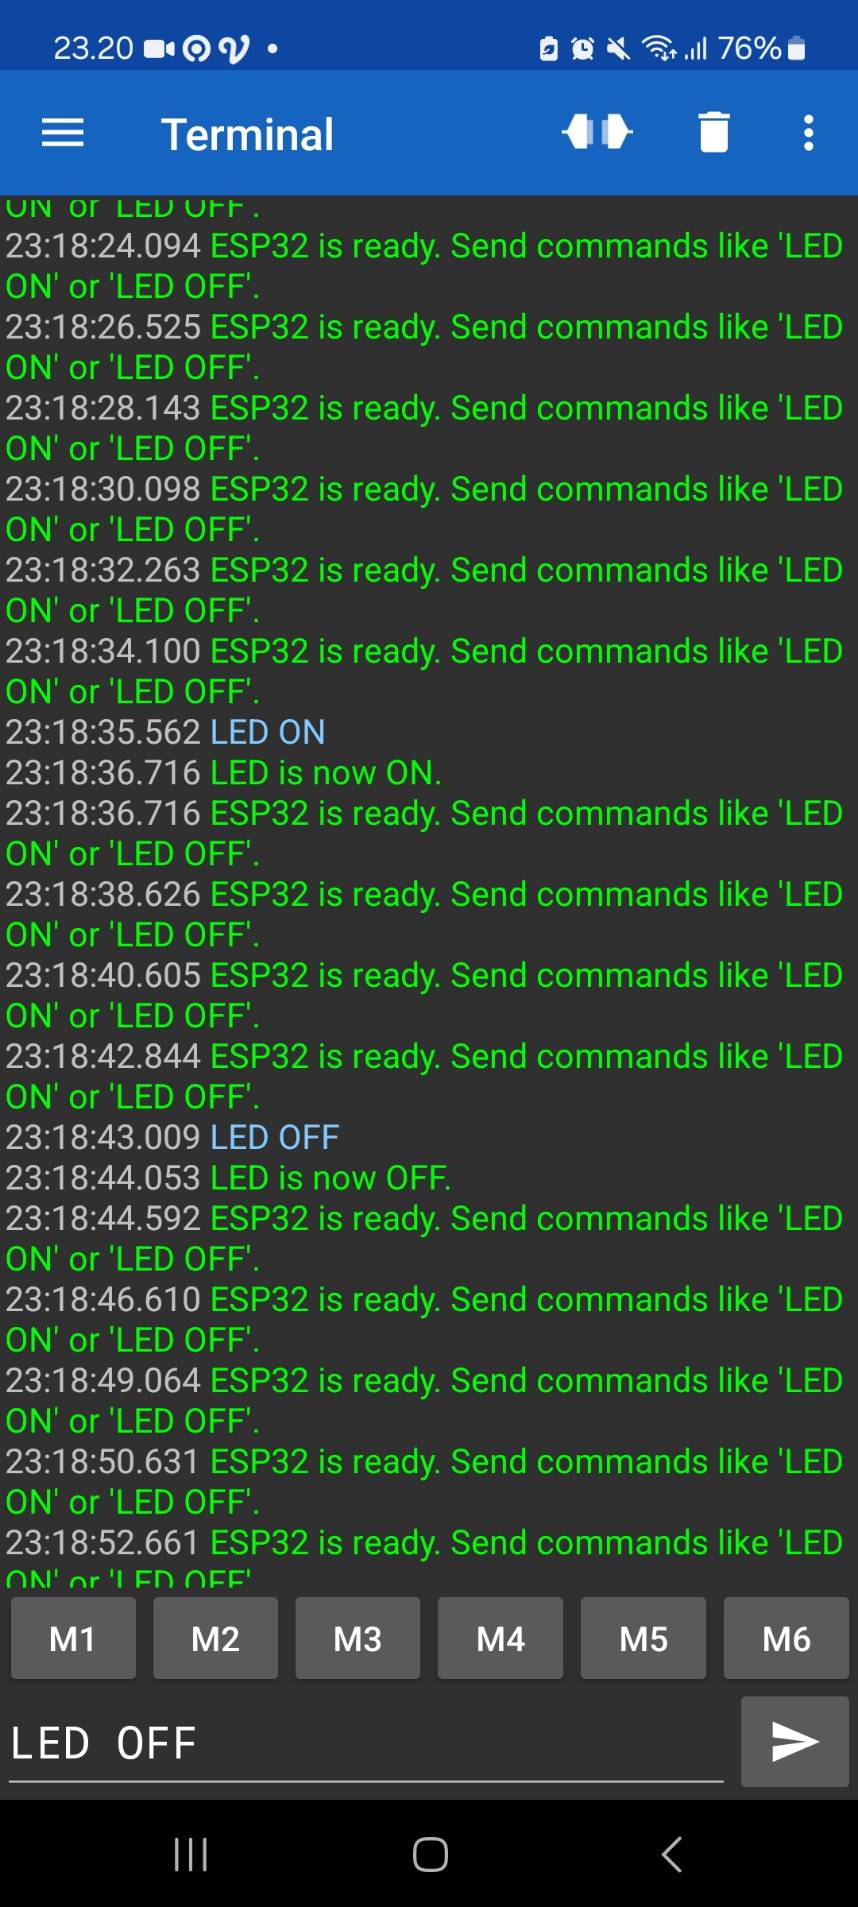 23.20 76%
Terminal
ON' or 'LED OFF'.
23:18:24.094 ESP32 is ready. Send commands like 'LED
ON' or 'LED OFF'.
23:18:26.525 ESP32 is ready. Send commands like 'LED
ON' or 'LED OFF'.
23:18:28.143 ESP32 is ready. Send commands like 'LED
ON' or 'LED OFF'.
23:18:30.098 ESP32 is ready. Send commands like 'LED
ON' or 'LED OFF'.
23:18:32.263 ESP32 is ready. Send commands like 'LED
ON' or 'LED OFF'.
23:18:34.100 ESP32 is ready. Send commands like 'LED
ON' or 'LED OFF'.
23:18:35.562 LED ON
23:18:36.716 LED is now ON.
23:18:36.716 ESP32 is ready. Send commands like 'LED
ON' or 'LED OFF'.
23:18:38.626 ESP32 is ready. Send commands like 'LED
ON' or 'LED OFF'.
23:18:40.605 ESP32 is ready. Send commands like 'LED
ON' or 'LED OFF'.
23:18:42.844 ESP32 is ready. Send commands like 'LED
ON' or 'LED OFF'.
23:18:43.009 LED OFF
23:18:44.053 LED is now OFF.
23:18:44.592 ESP32 is ready. Send commands like 'LED
ON' or 'LED OFF'.
23:18:46.610 ESP32 is ready. Send commands like 'LED
ON' or 'LED OFF'.
23:18:49.064 ESP32 is ready. Send commands like 'LED
ON' or 'LED OFF'.
23:18:50.631 ESP32 is ready. Send commands like 'LED
ON' or 'LED OFF'.
23:18:52.661 ESP32 is ready. Send commands like 'LED
ON' or 'LED OFF'
M1 M2 M3 M4 M5 M6
LED OFF